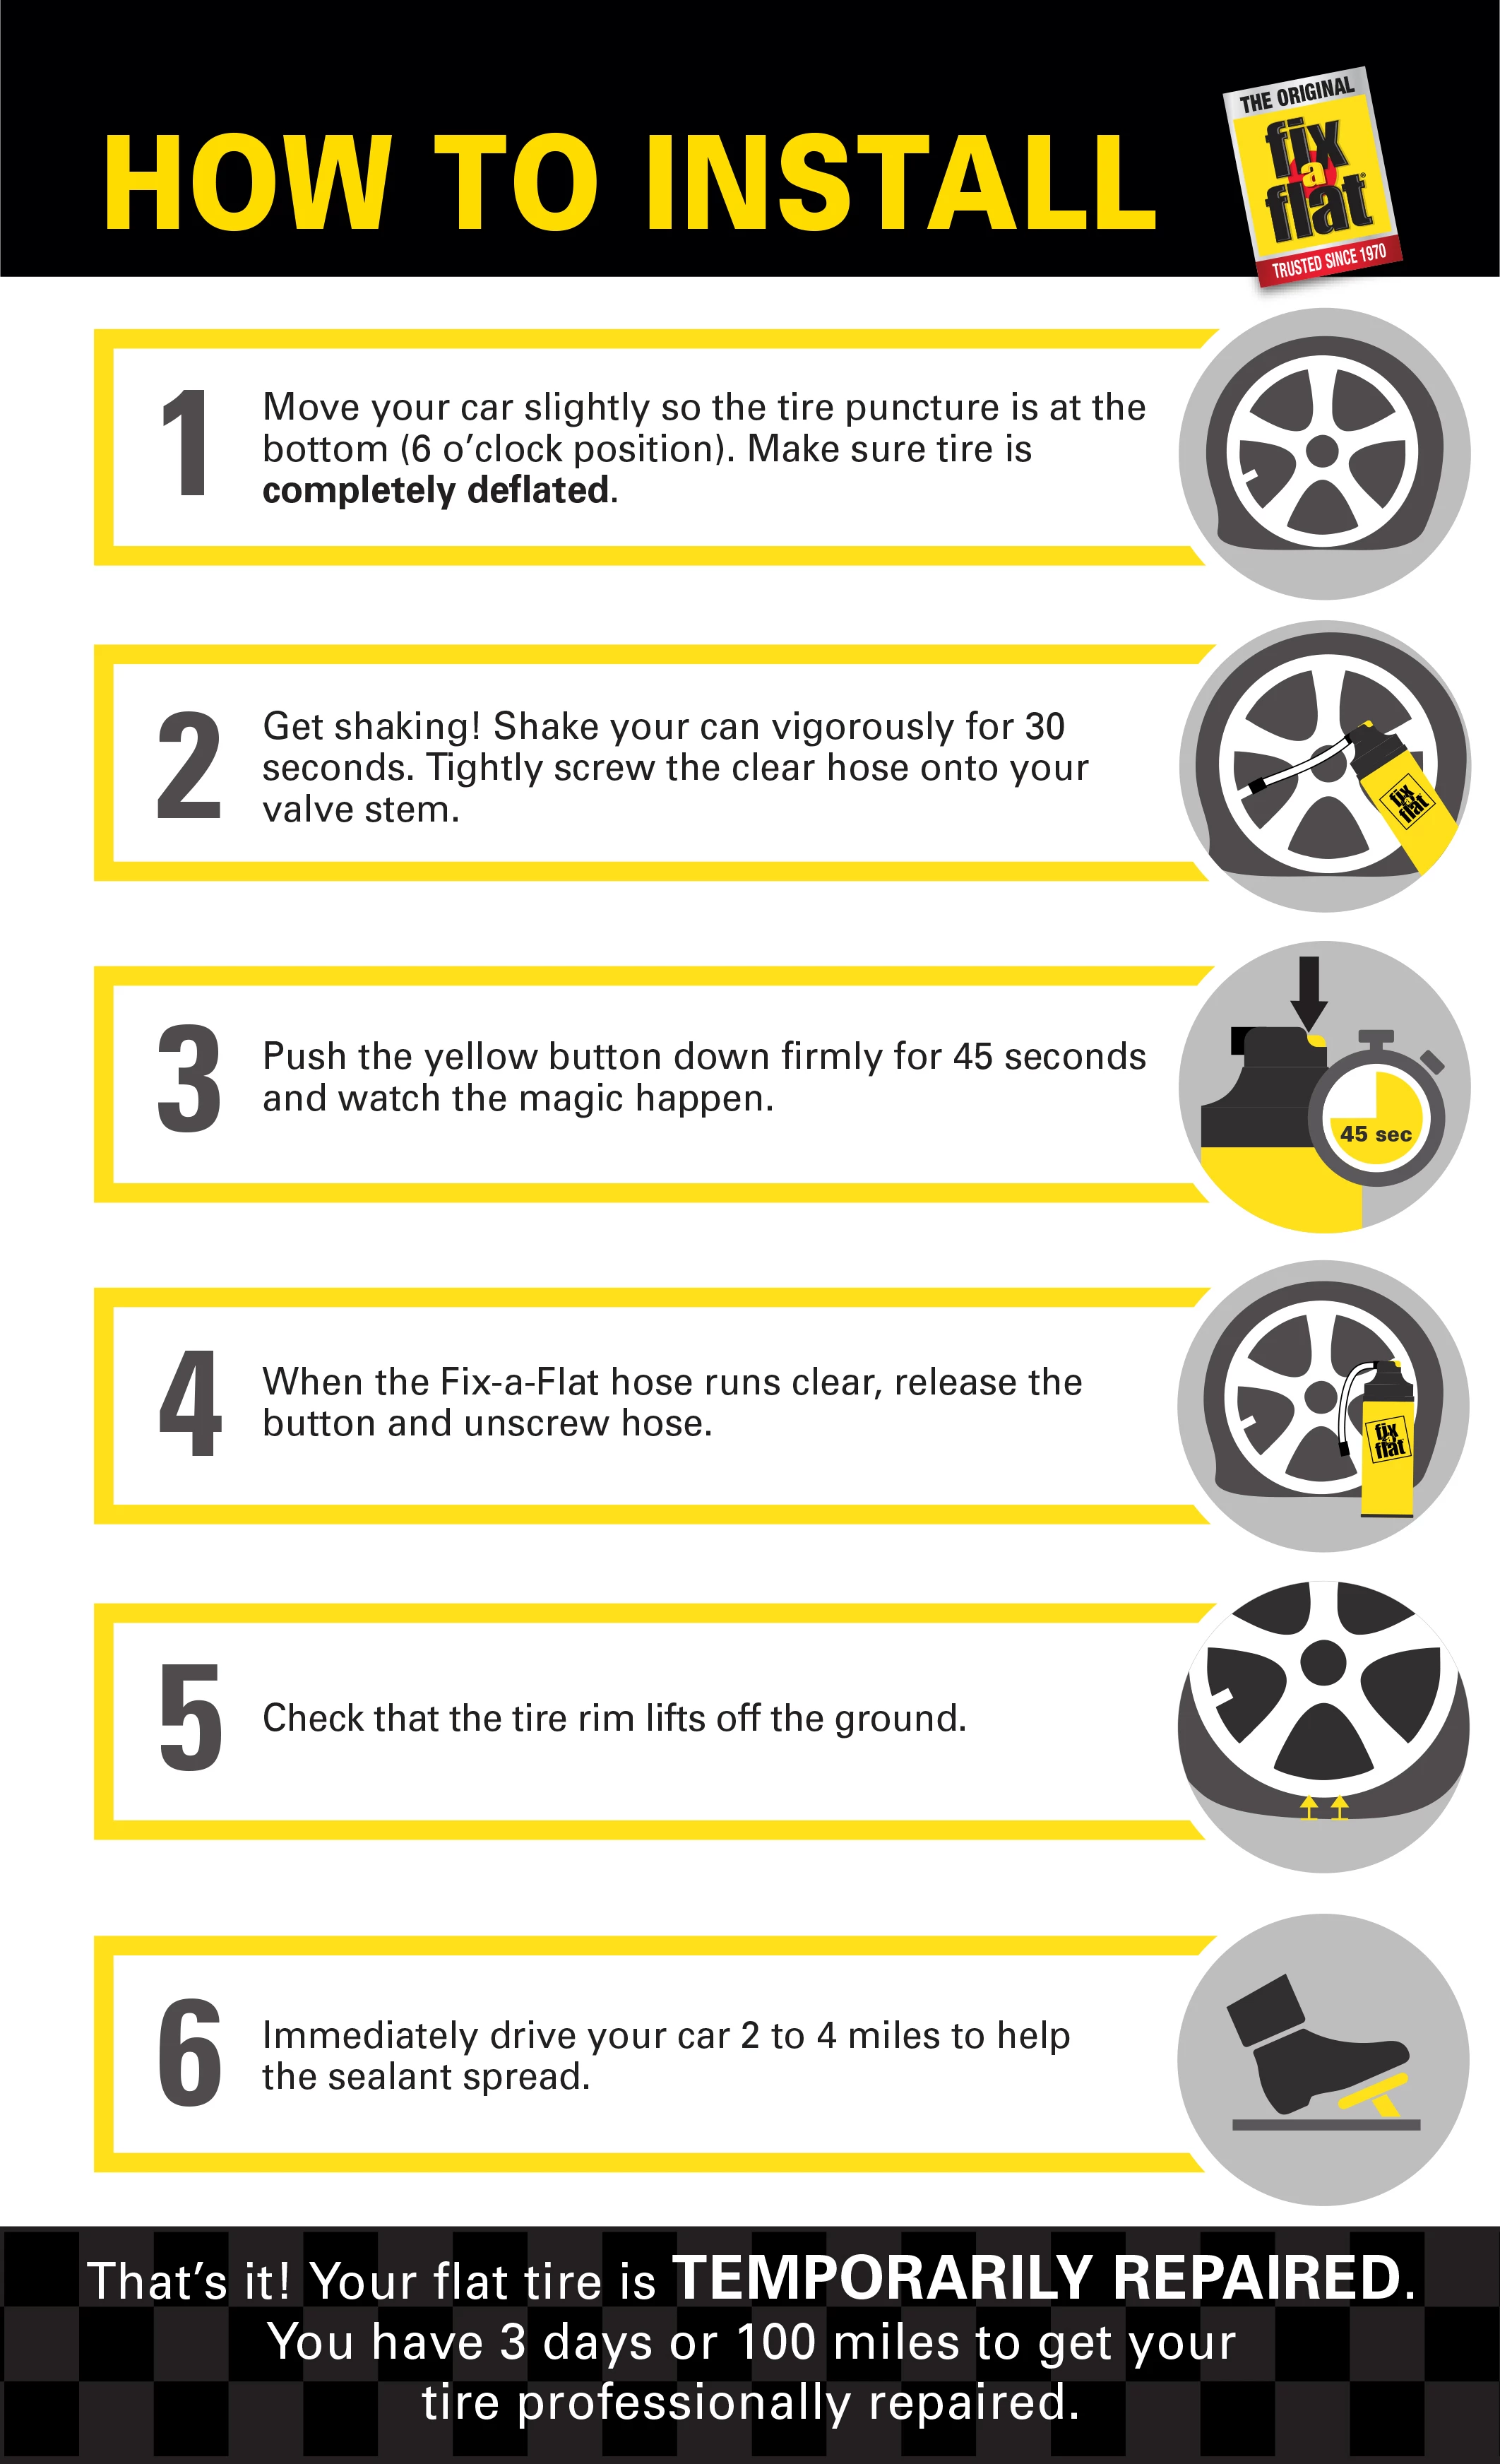 HOW TO INSTALL
THE ORIGINAL
fix
a
flat®
TRUSTED SINCE 1970
1
Move your car slightly so the tire puncture is at the
bottom (6 o’clock position). Make sure tire is
completely deflated.
2
Get shaking! Shake your can vigorously for 30
seconds. Tightly screw the clear hose onto your
valve stem.
fix
a
flat
3
Push the yellow button down firmly for 45 seconds
and watch the magic happen.
45 sec
4
When the Fix-a-Flat hose runs clear, release the
button and unscrew hose.
fix
a
flat
5
Check that the tire rim lifts off the ground.
6
Immediately drive your car 2 to 4 miles to help
the sealant spread.
That’s it! Your flat tire is TEMPORARILY REPAIRED.
You have 3 days or 100 miles to get your
tire professionally repaired.